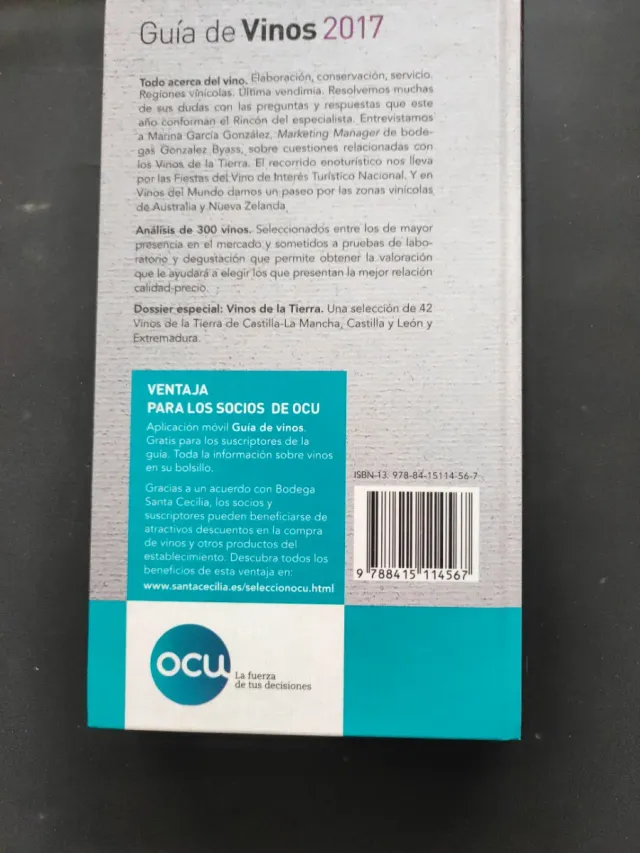 Guía de Vinos 2017
Todo acerca del vino. Elaboración, conservación, servicio.
Regiones vinícolas. Última vendimia. Resolvemos muchas
de sus dudas con las preguntas y respuestas que este
año conforman el Rincón del especialista. Entrevistamos
a Marina García González, Marketing Manager de bode-
gas Gonzalez Byass, sobre cuestiones relacionadas con
los Vinos de la Tierra. El recorrido enoturístico nos lleva
por las Fiestas del Vino de Interés Turístico Nacional. Y en
Vinos del Mundo damos un paseo por las zonas vinícolas
de Australia y Nueva Zelanda.
Análisis de 300 vinos. Seleccionados entre los de mayor
presencia en el mercado y sometidos a pruebas de labo-
ratorio y degustación que permite obtener la valoración
que le ayudará a elegir los que presentan la mejor relación
calidad-precio.
Dossier especial: Vinos de la Tierra. Una selección de 42
Vinos de la Tierra de Castilla-La Mancha, Castilla y León y
Extremadura.
VENTAJA
PARA LOS SOCIOS DE OCU
Aplicación móvil Guía de vinos.
Gratis para los suscriptores de la
guía. Toda la información sobre vinos
en su bolsillo.
Gracias a un acuerdo con Bodega
Santa Cecilia, los socios y
suscriptores pueden beneficiarse de
atractivos descuentos en la compra
de vinos y otros productos del
establecimiento. Descubra todos los
beneficios de esta ventaja en:
www.santacecilia.es/seleccionocu.html
ISBN-13: 978-84-15114-56-7
9 788415 114567
OCU
La fuerza
de tus decisiones